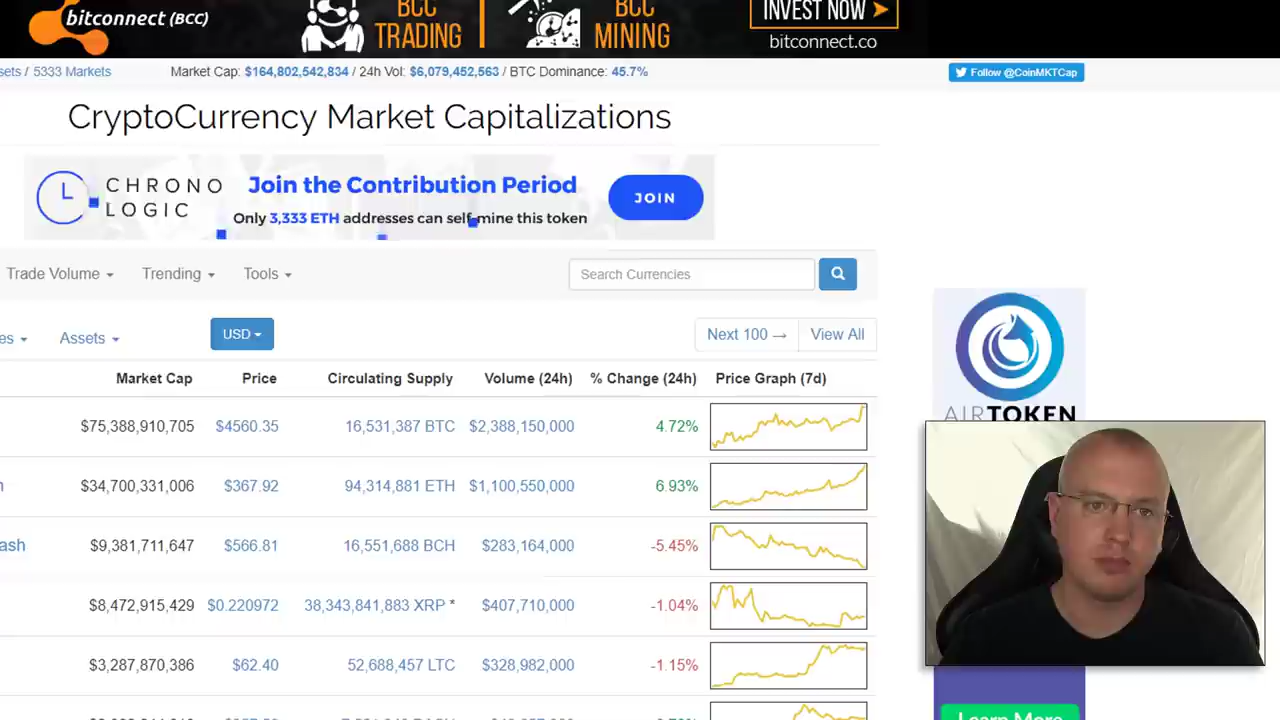 bitconnect (BCC)
BCC TRADING
BCC MINING
INVEST NOW
bitconnect.co
sets / 5333 Markets
Market Cap: $164,802,542,834 / 24h Vol: $6,079,452,563 / BTC Dominance: 45.7%
Follow @CoinMKTCap
CryptoCurrency Market Capitalizations
CHRONO
LOGIC
Join the Contribution Period
Only 3,333 ETH addresses can self-mine this token
JOIN
Trade Volume Trending Tools
Search Currencies
es Assets USD Next 100 → View All
Market Cap Price Circulating Supply Volume (24h) % Change (24h) Price Graph (7d)
$75,388,910,705 $4560.35 16,531,387 BTC $2,388,150,000 4.72%
AIRTOKEN
$34,700,331,006 $367.92 94,314,881 ETH $1,100,550,000 6.93%
ash $9,381,711,647 $566.81 16,551,688 BCH $283,164,000 -5.45%
$8,472,915,429 $0.220972 38,343,841,883 XRP * $407,710,000 -1.04%
$3,287,870,386 $62.40 52,688,457 LTC $328,982,000 -1.15%
Learn More